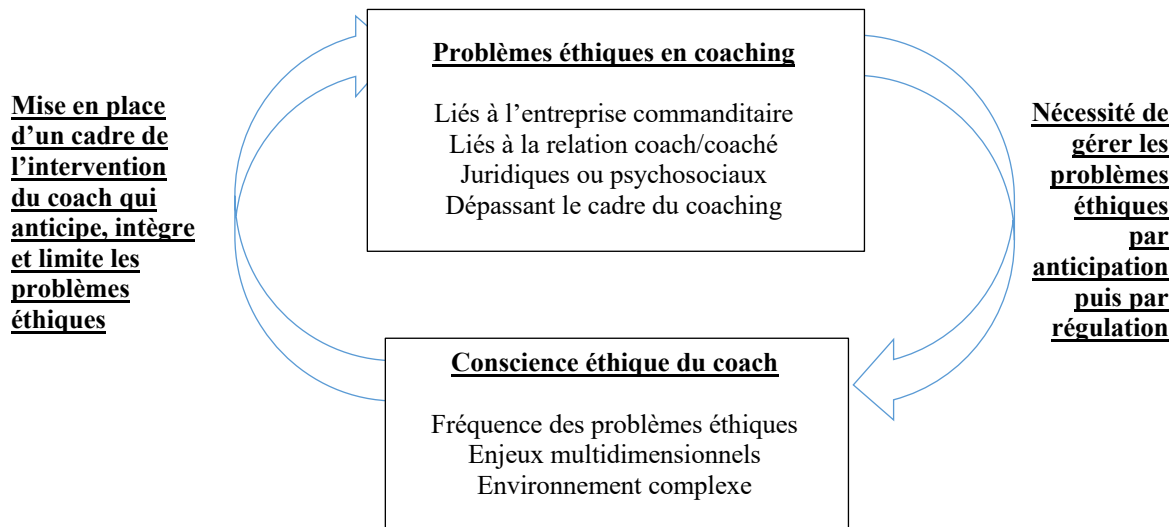 Problèmes éthiques en coaching
Liés à l'entreprise commanditaire
Liés à la relation coach/coaché
Juridiques ou psychosociaux
Dépassant le cadre du coaching
Mise en place
d'un cadre de
l'intervention
du coach qui
anticipe, intègre
et limite les
problèmes
éthiques
Nécessité de
gérer les
problèmes
éthiques
par
anticipation
puis par
régulation
Conscience éthique du coach
Fréquence des problèmes éthiques
Enjeux multidimensionnels
Environnement complexe